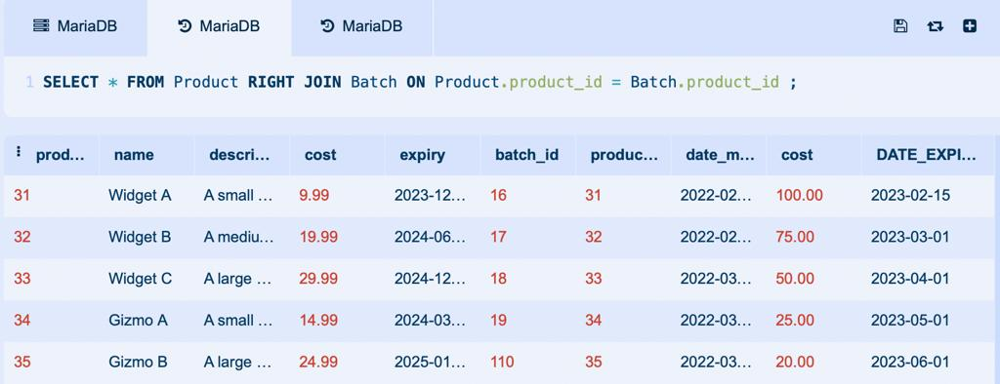 MariaDB MariaDB MariaDB
1 SELECT * FROM Product RIGHT JOIN Batch ON Product.product_id = Batch.product_id ;
prod... name descri... cost expiry batch_id produc... date_m... cost DATE_EXPI...
31 Widget A A small ... 9.99 2023-12... 16 31 2022-02... 100.00 2023-02-15
32 Widget B A mediu... 19.99 2024-06... 17 32 2022-02... 75.00 2023-03-01
33 Widget C A large ... 29.99 2024-12... 18 33 2022-03... 50.00 2023-04-01
34 Gizmo A A small ... 14.99 2024-03... 19 34 2022-03... 25.00 2023-05-01
35 Gizmo B A large ... 24.99 2025-01... 110 35 2022-03... 20.00 2023-06-01